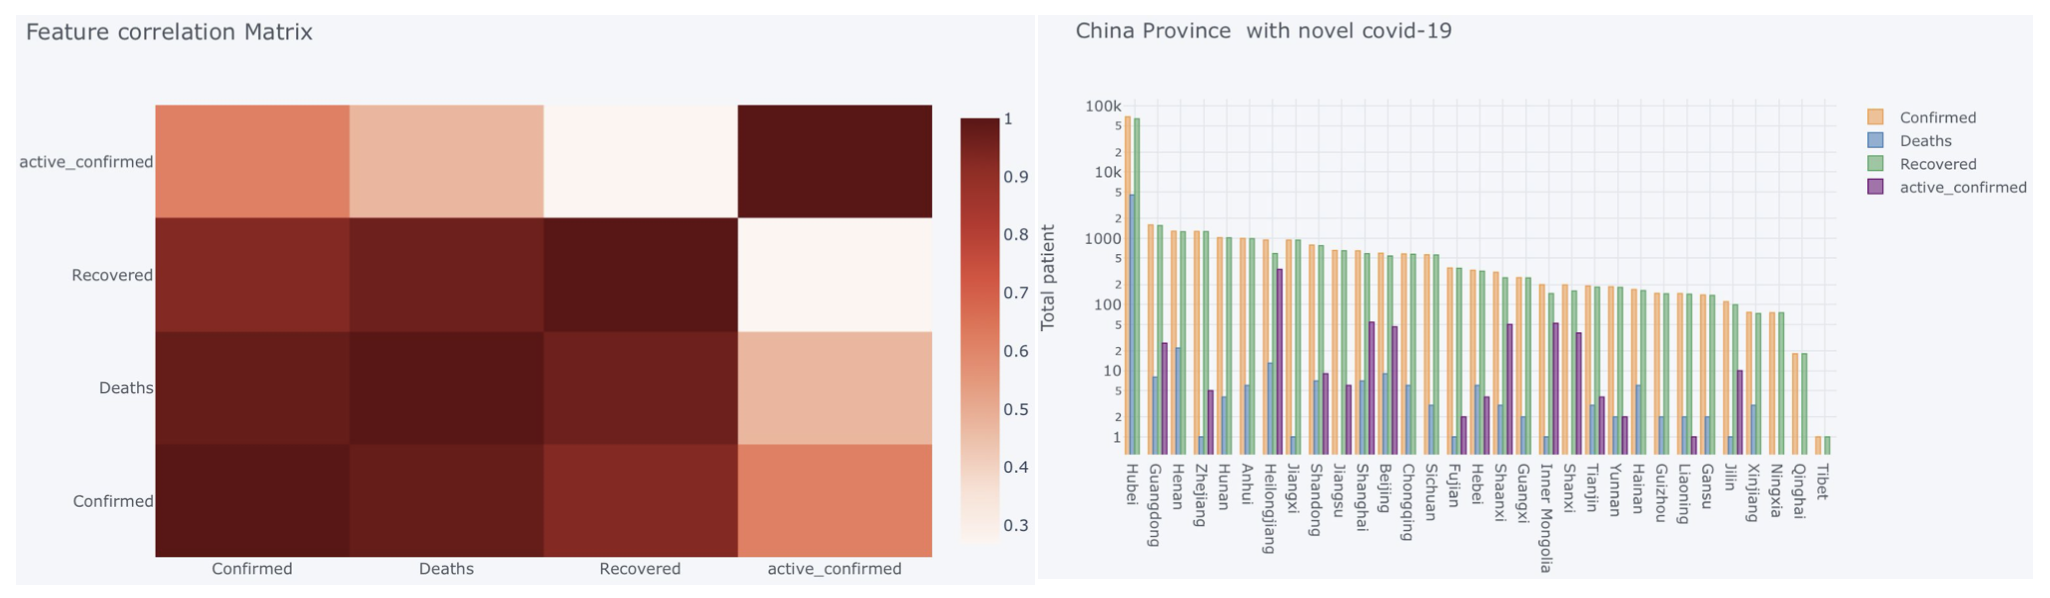 Feature correlation Matrix
active_confirmed
Recovered
Deaths
Confirmed
Confirmed
Deaths
Recovered
active_confirmed
1
0.9
0.8
0.7
0.6
0.5
0.4
0.3
China Province  with novel covid-19
Total patient
100k
5
2
10k
5
2
1000
5
2
100
5
2
10
5
2
1
Hubei
Guangdong
Henan
Zhejiang
Hunan
Anhui
Heilongjiang
Jiangxi
Shandong
Jiangsu
Shanghai
Beijing
Chongqing
Sichuan
Fujian
Hebei
Shaanxi
Guangxi
Inner Mongolia
Shanxi
Tianjin
Yunnan
Hainan
Guizhou
Liaoning
Gansu
Jilin
Xinjiang
Ningxia
Qinghai
Tibet
Confirmed
Deaths
Recovered
active_confirmed